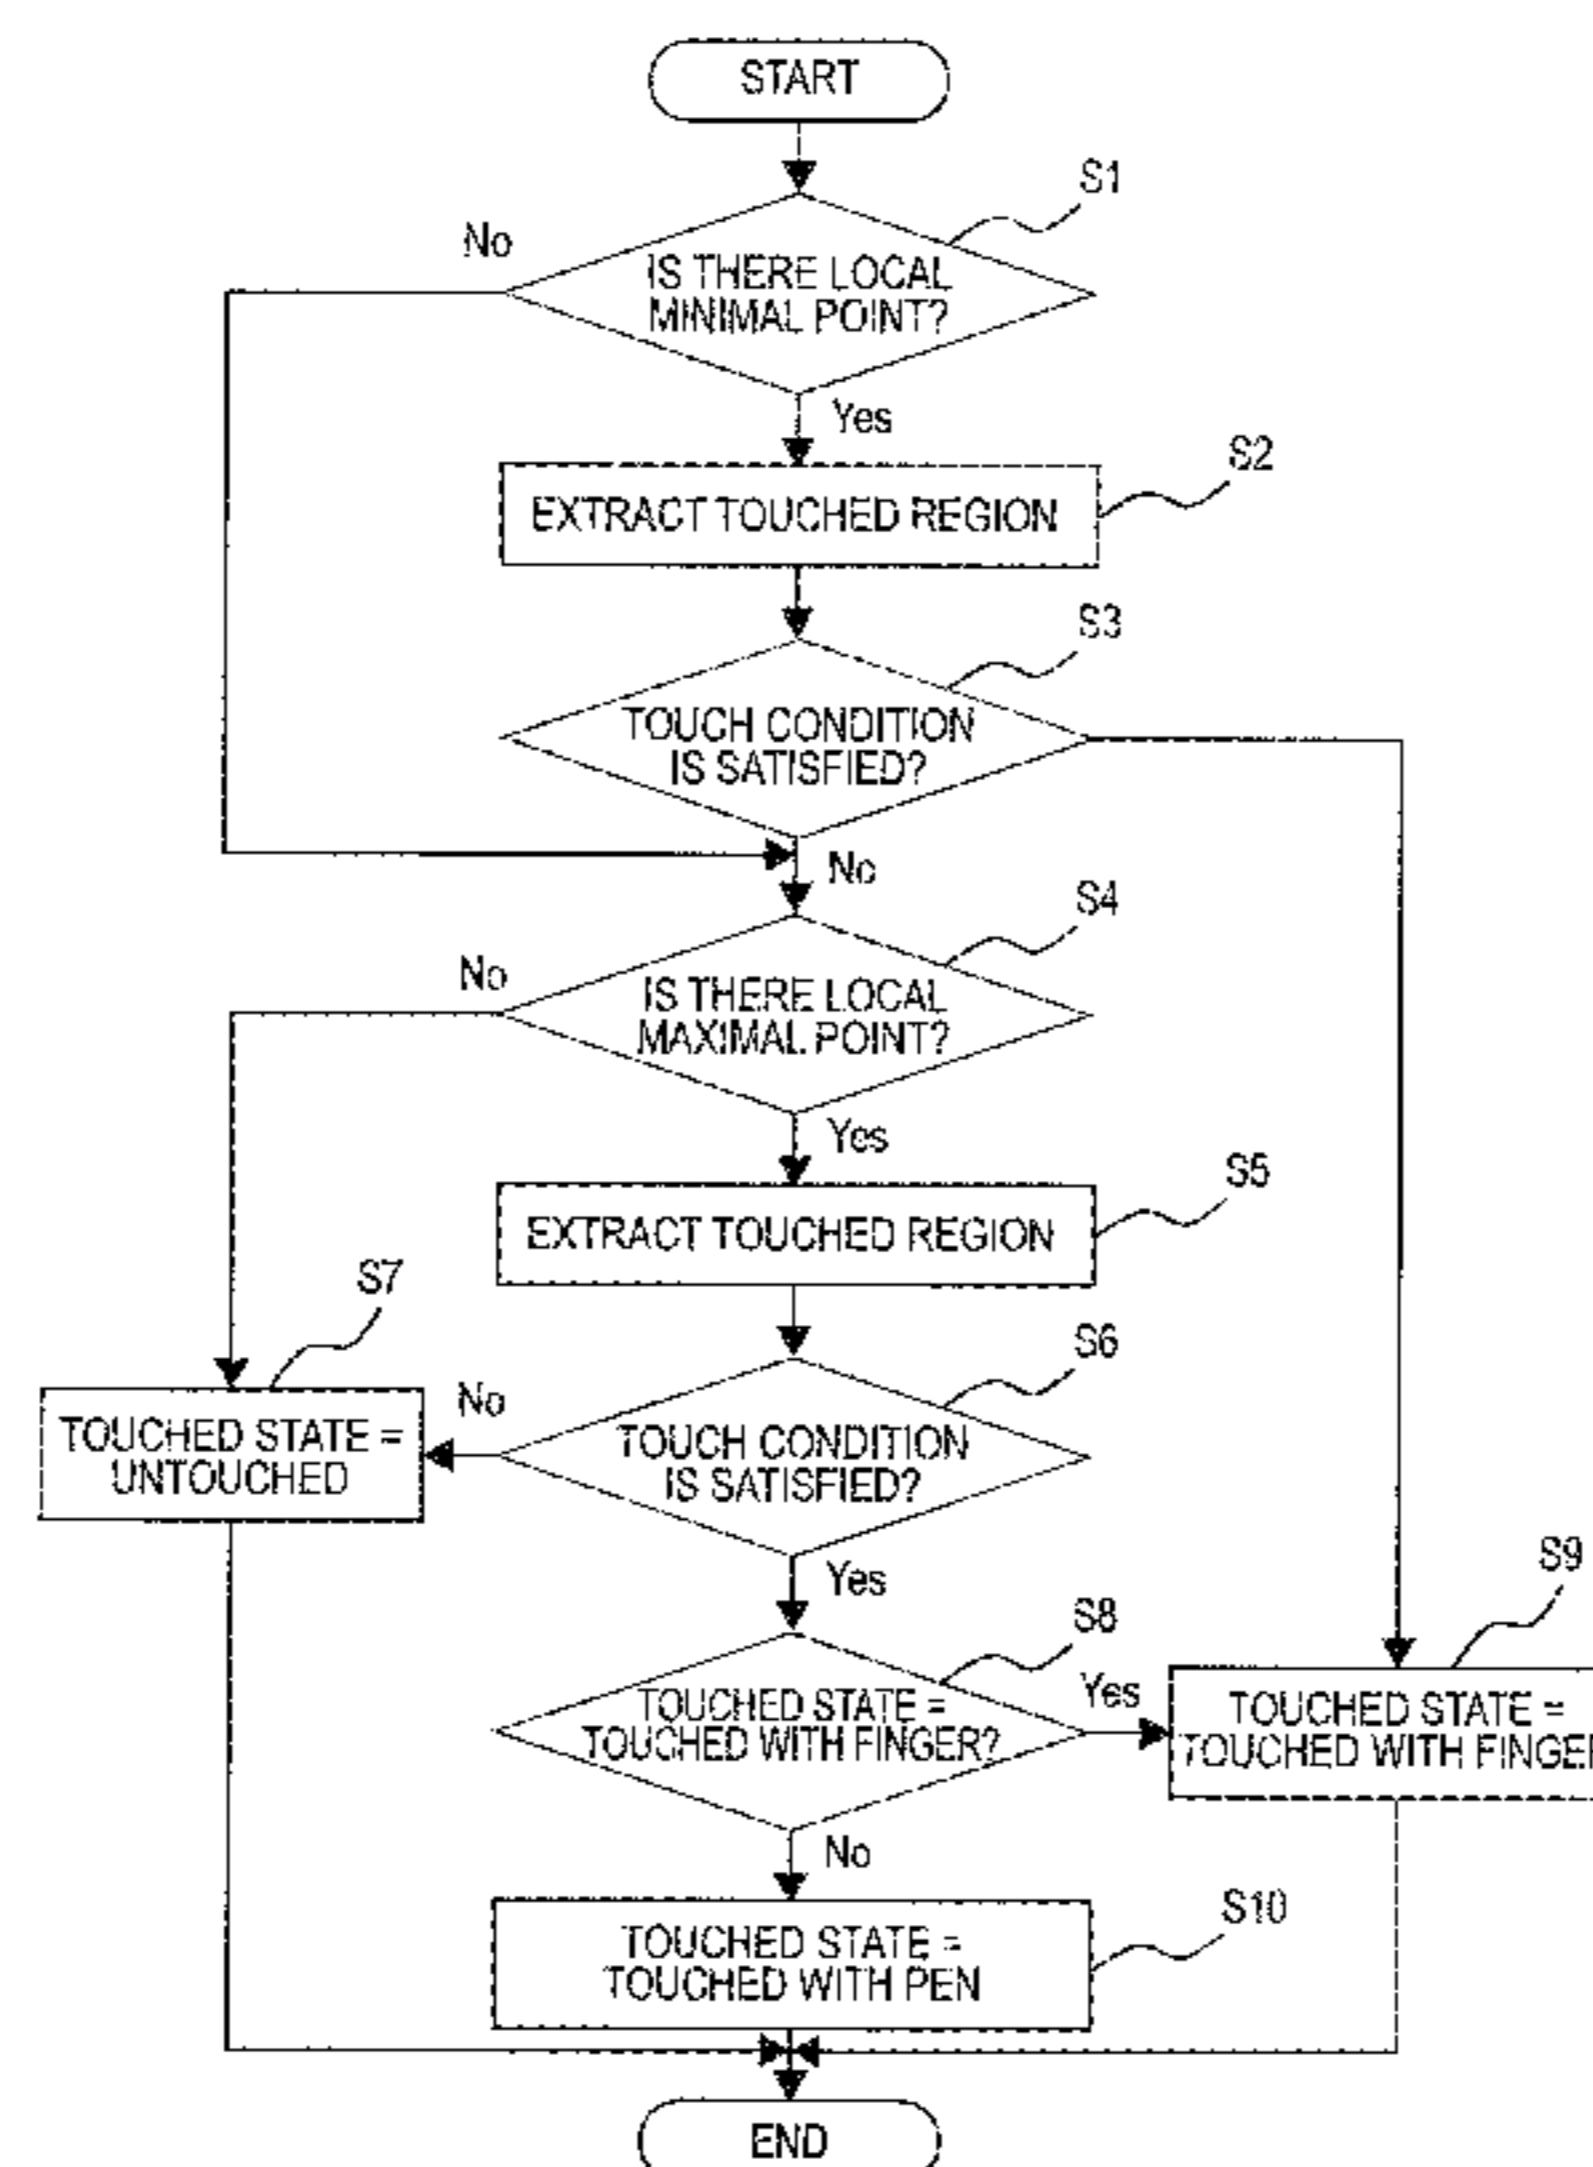 START
S1
No
IS THERE LOCAL
MINIMAL POINT?
Yes
S2
EXTRACT TOUCHED REGION
S3
TOUCH CONDITION
IS SATISFIED?
No
S4
No
IS THERE LOCAL
MAXIMAL POINT?
Yes
S5
EXTRACT TOUCHED REGION
S7
S6
No
TOUCHED STATE =
UNTOUCHED
TOUCH CONDITION
IS SATISFIED?
Yes
S9
S8
TOUCHED STATE =
TOUCHED WITH FINGER?
Yes
TOUCHED STATE =
TOUCHED WITH FINGER
No
S10
TOUCHED STATE =
TOUCHED WITH PEN
END